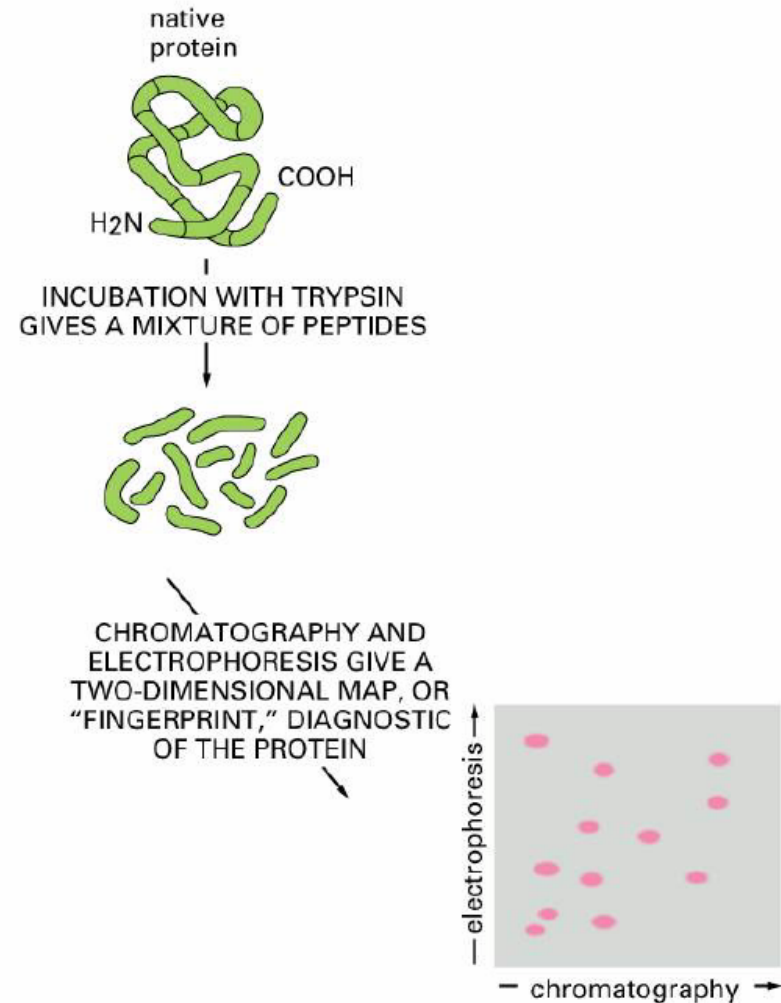 native
protein
COOH
H2N
INCUBATION WITH TRYPSIN
GIVES A MIXTURE OF PEPTIDES
CHROMATOGRAPHY AND
ELECTROPHORESIS GIVE A
TWO-DIMENSIONAL MAP, OR
“FINGERPRINT,” DIAGNOSTIC
OF THE PROTEIN
electrophoresis
chromatography